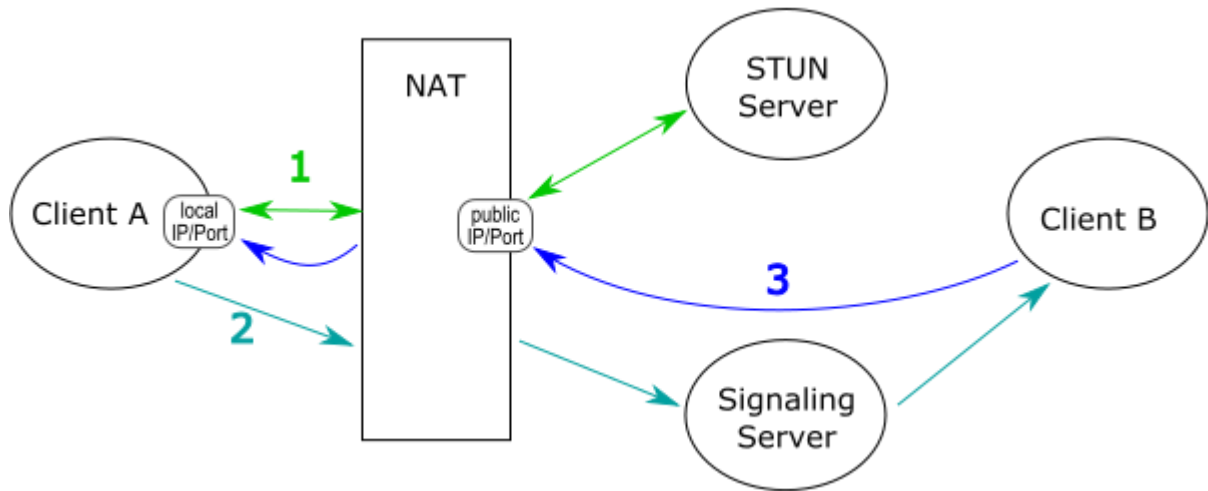 NAT
STUN
Server
1
Client A
local
IP/Port
public
IP/Port
Client B
2
3
Signaling
Server